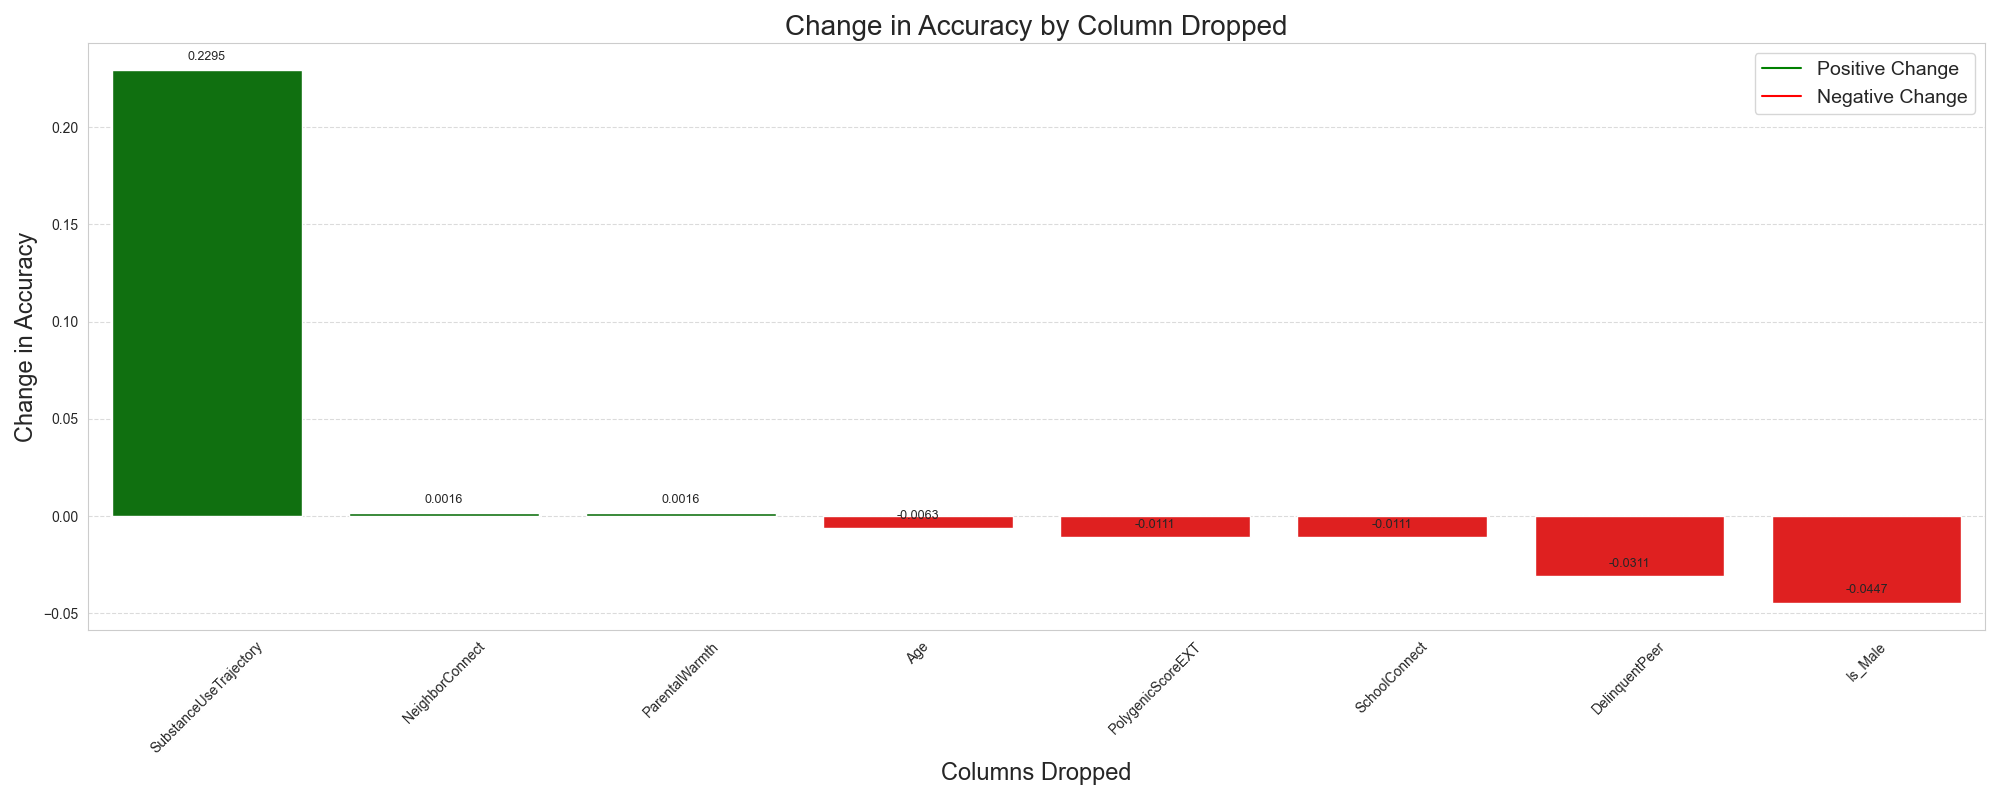 Change in Accuracy by Column Dropped
Positive Change
Negative Change
Change in Accuracy
0.20
0.15
0.10
0.05
0.00
−0.05
0.2295
0.0016
0.0016
-0.0063
-0.0111
-0.0111
-0.0311
-0.0447
SubstanceUseTrajectory
NeighborConnect
ParentalWarmth
Age
PolygenicScoreEXT
SchoolConnect
DelinquentPeer
Is_Male
Columns Dropped